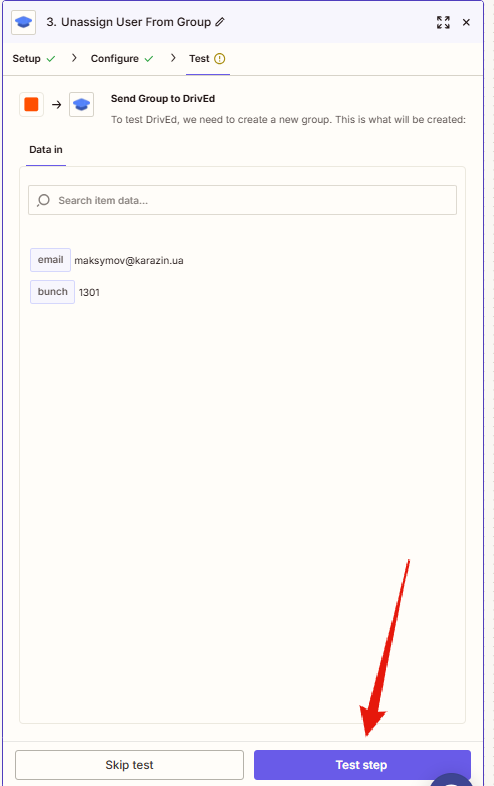 3. Unassign User From Group
Setup
Configure
Test
Send Group to DrivEd
To test DrivEd, we need to create a new group. This is what will be created:
Data in
Search item data...
email maksymov@karazin.ua
bunch 1301
Skip test
Test step